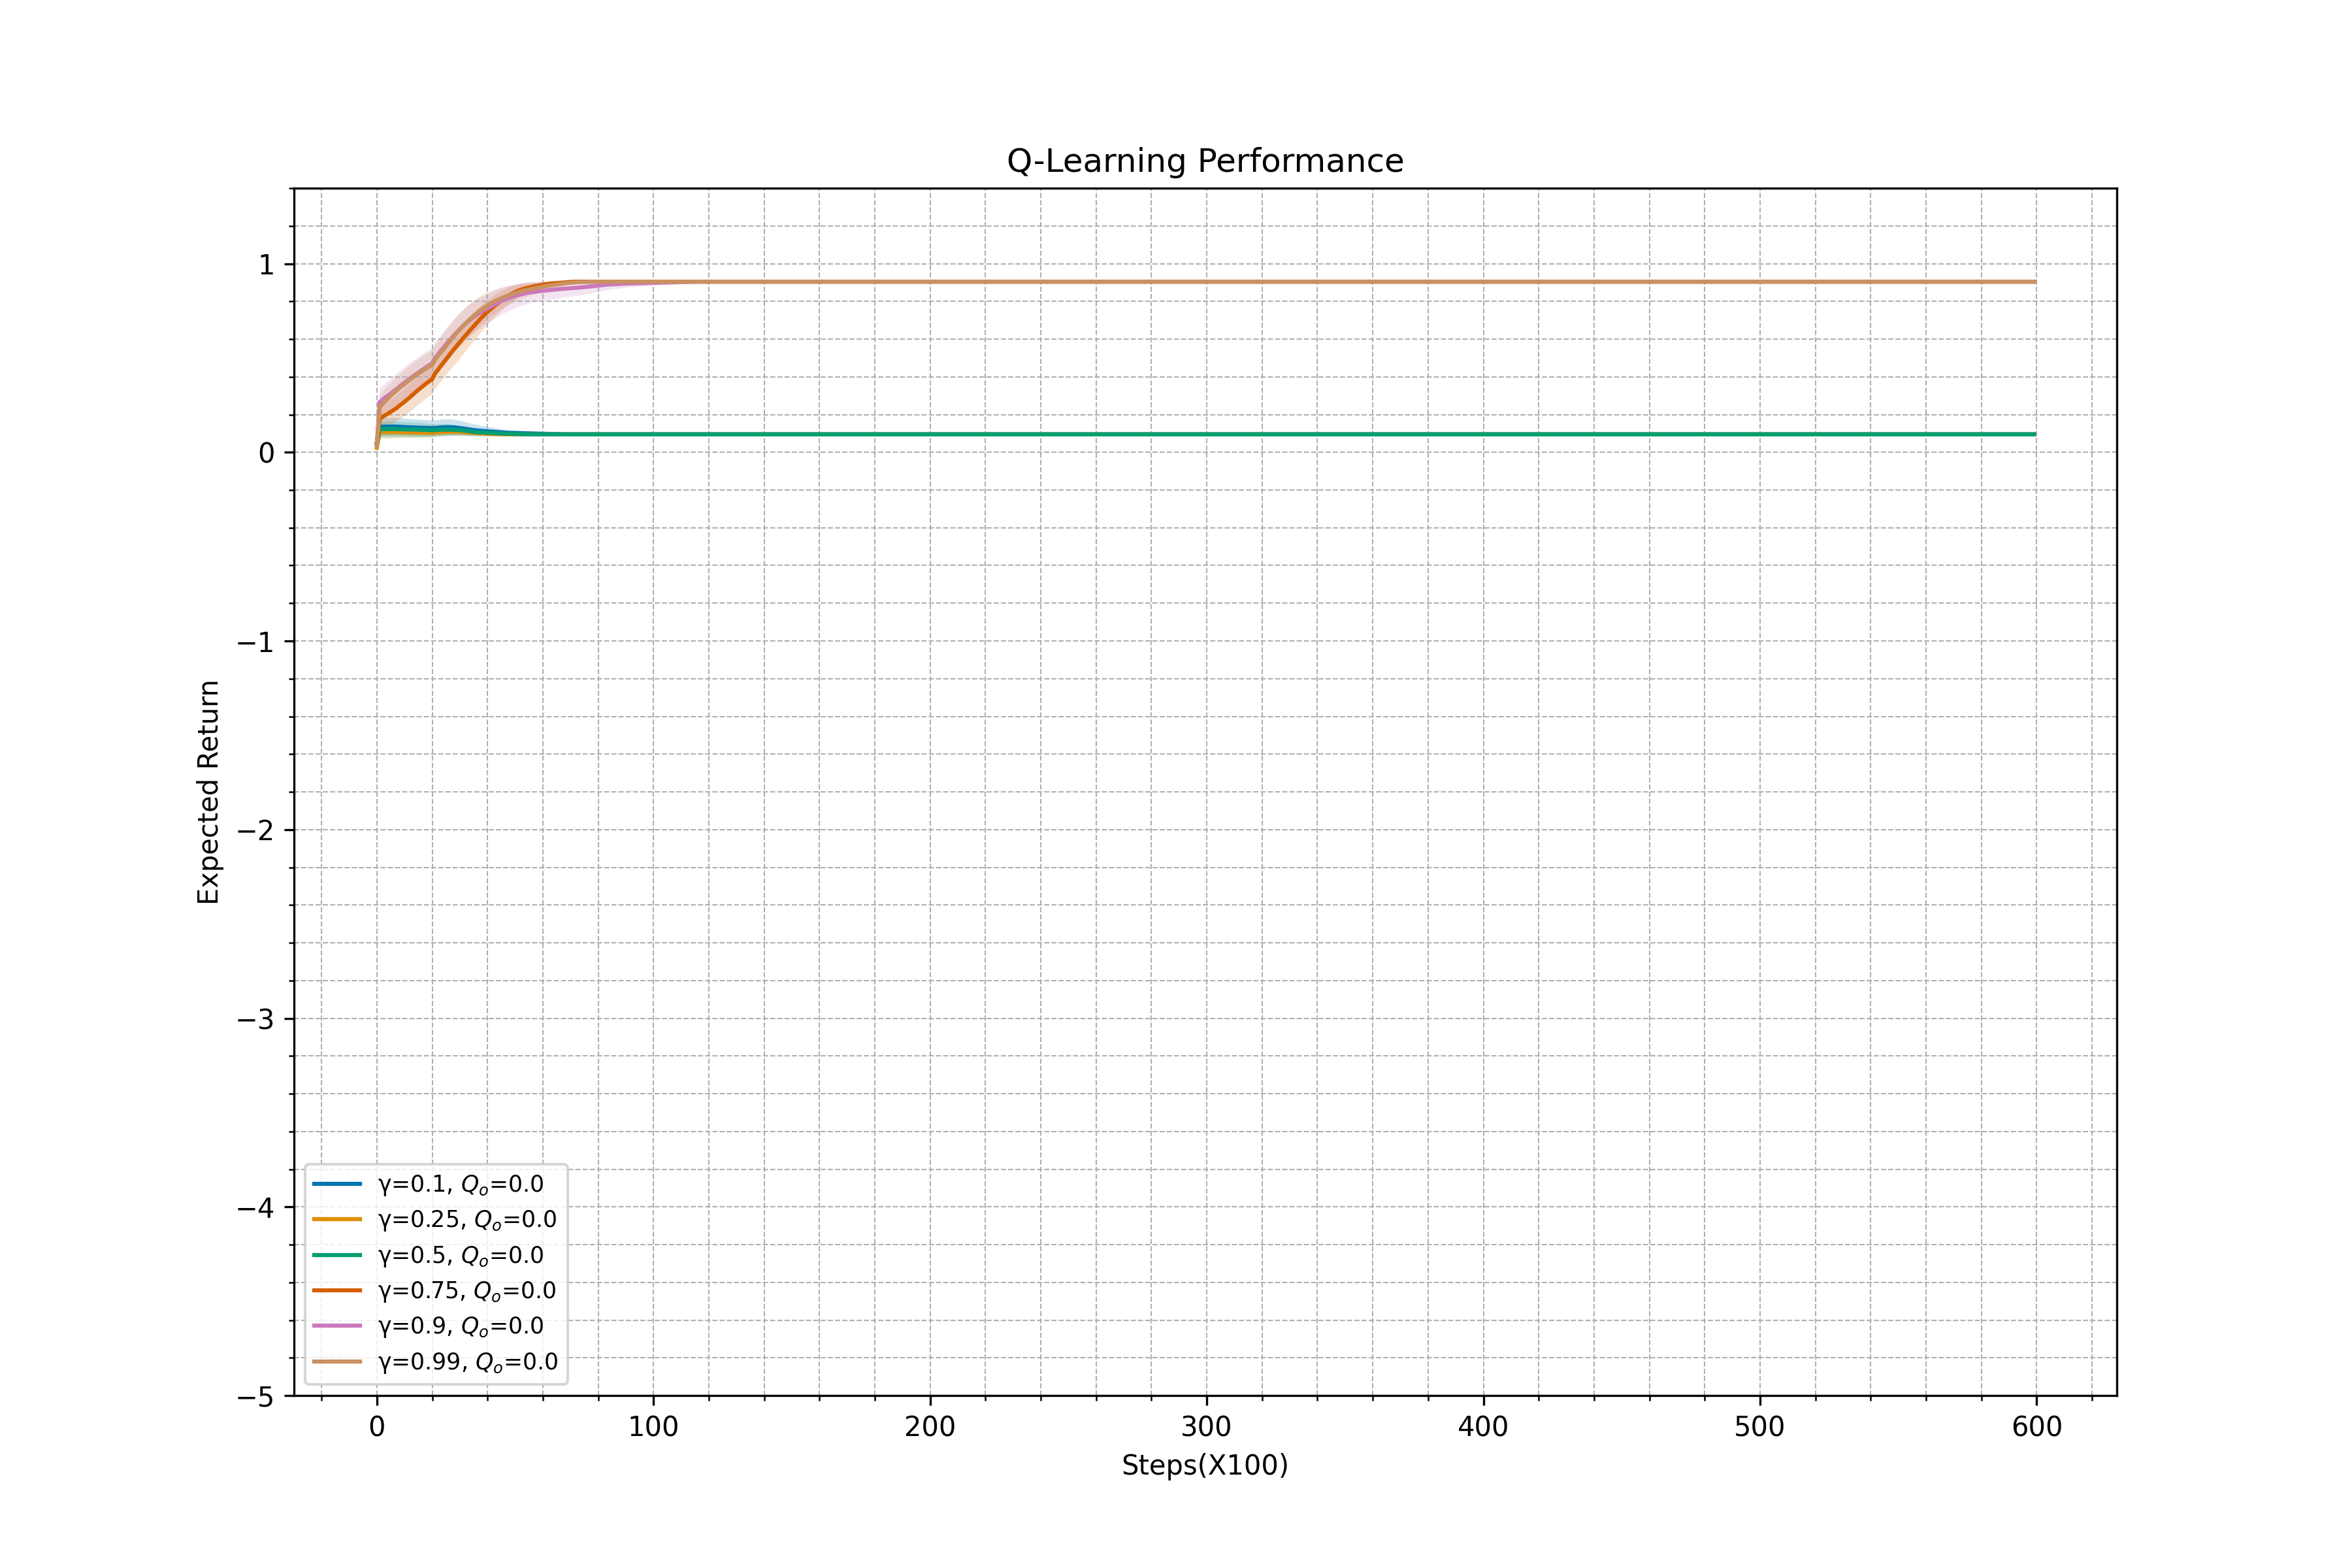 Q-Learning Performance
Expected Return
1
0
−1
−2
−3
−4
−5
γ=0.1, Qₒ=0.0
γ=0.25, Qₒ=0.0
γ=0.5, Qₒ=0.0
γ=0.75, Qₒ=0.0
γ=0.9, Qₒ=0.0
γ=0.99, Qₒ=0.0
0 100 200 300 400 500 600
Steps(X100)